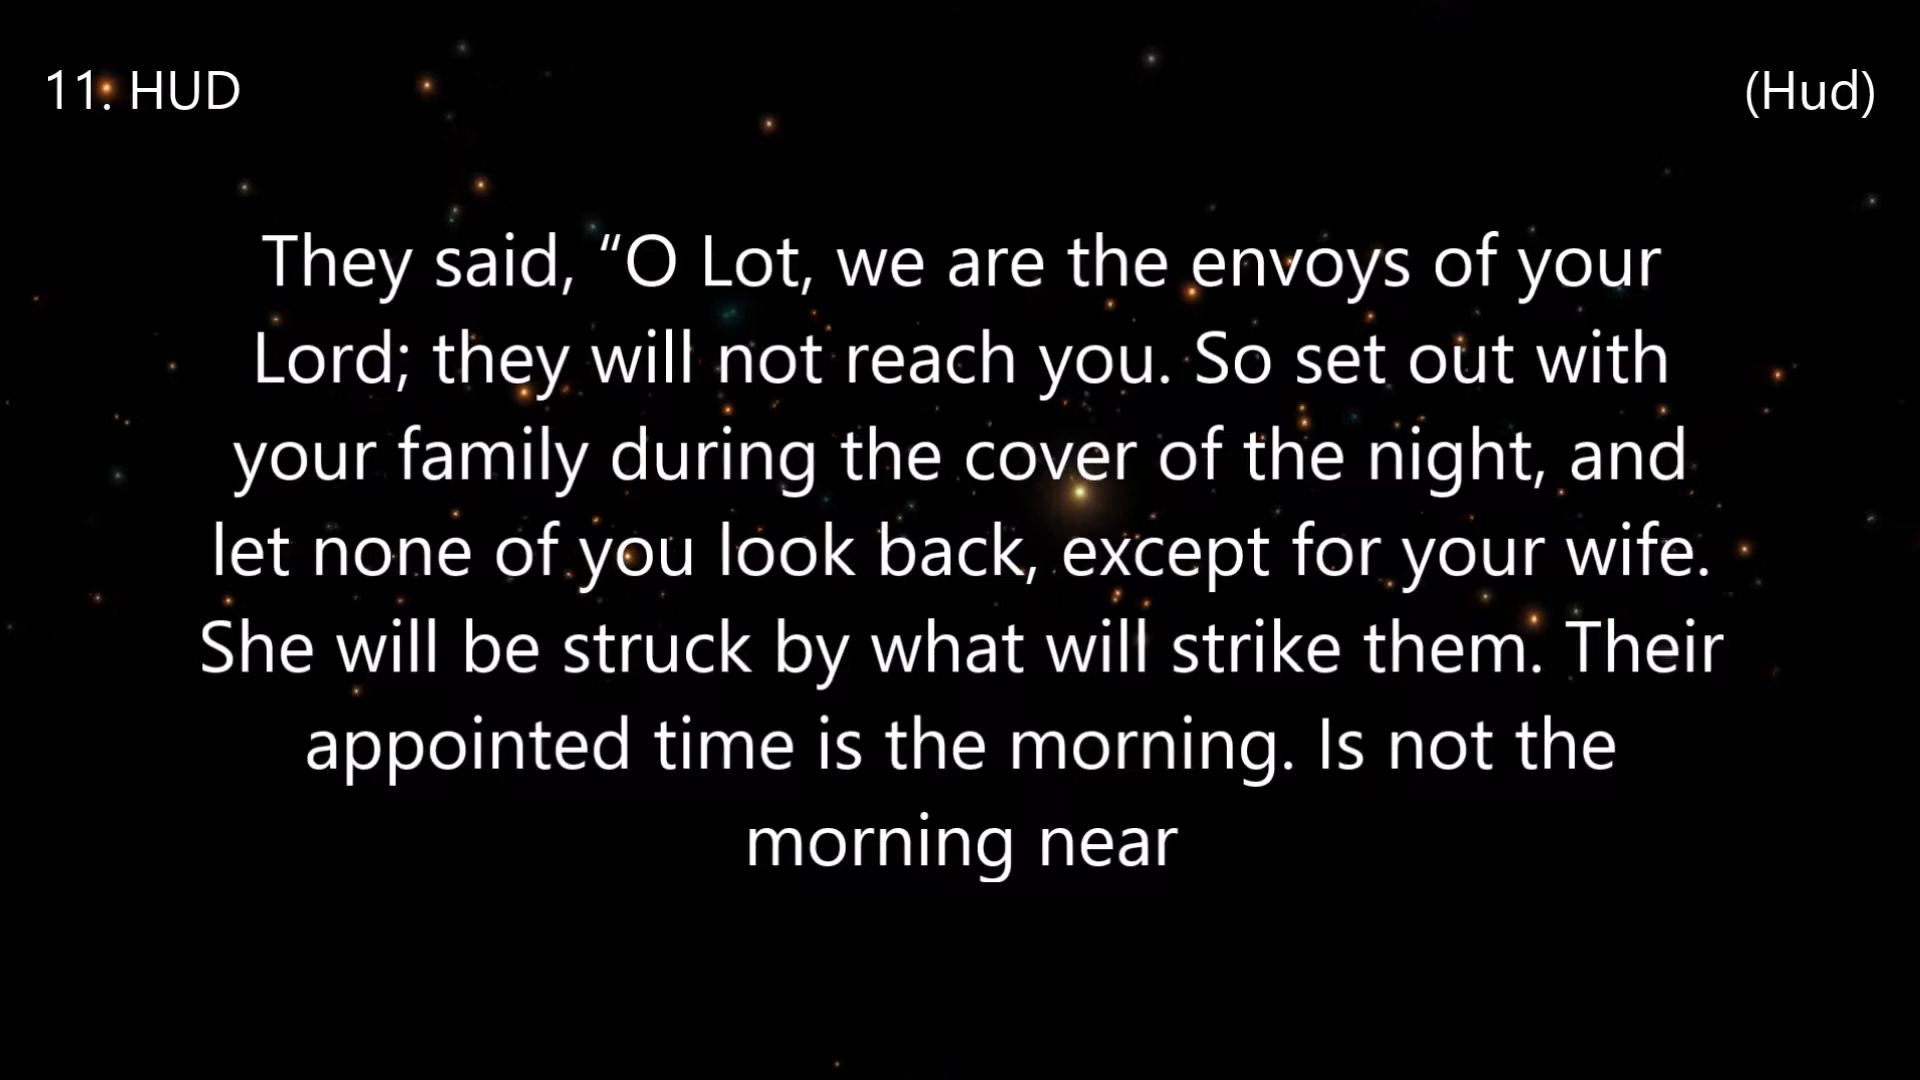 11. HUD
(Hud)
They said, “O Lot, we are the envoys of your
Lord; they will not reach you. So set out with
your family during the cover of the night, and
let none of you look back, except for your wife.
She will be struck by what will strike them. Their
appointed time is the morning. Is not the
morning near